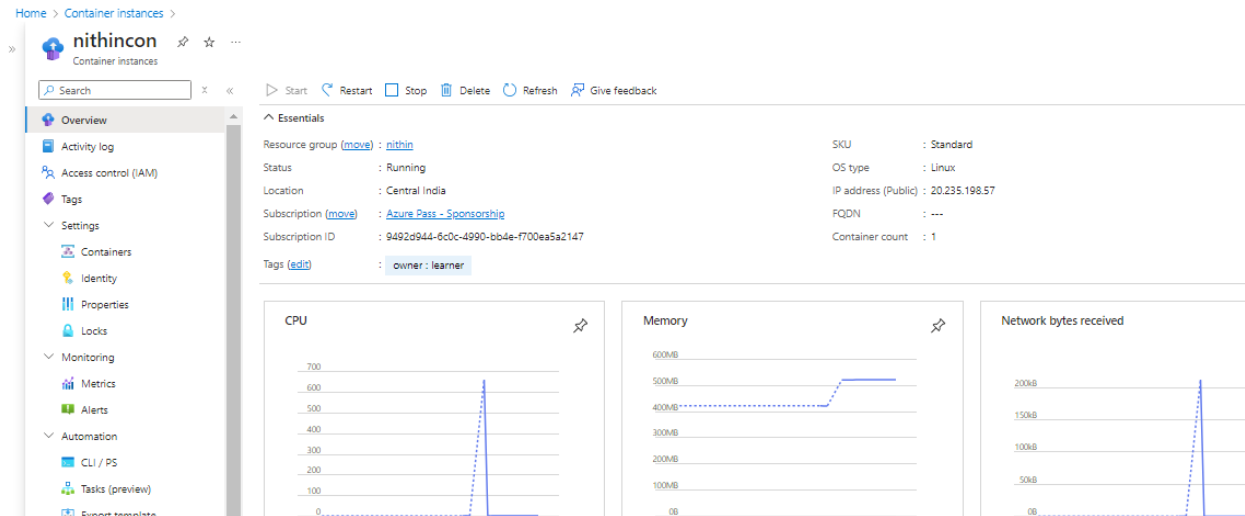 Home > Container instances >
»
nithincon
Container instances
Search
«
Start Restart Stop Delete Refresh Give feedback
Overview
Activity log
Access control (IAM)
Tags
Settings
Containers
Identity
Properties
Locks
Monitoring
Metrics
Alerts
Automation
CLI / PS
Tasks (preview)
Export template
Essentials
Resource group (move) : nithin
Status : Running
Location : Central India
Subscription (move) : Azure Pass - Sponsorship
Subscription ID : 9492d944-6c0c-4990-bb4e-f700ea5a2147
Tags (edit) : owner : learner
SKU : Standard
OS type : Linux
IP address (Public) : 20.235.198.57
FQDN : ---
Container count : 1
CPU
700
600
500
400
300
200
100
0
Memory
600MB
500MB
400MB
300MB
200MB
100MB
0B
Network bytes received
200kB
150kB
100kB
50kB
0B